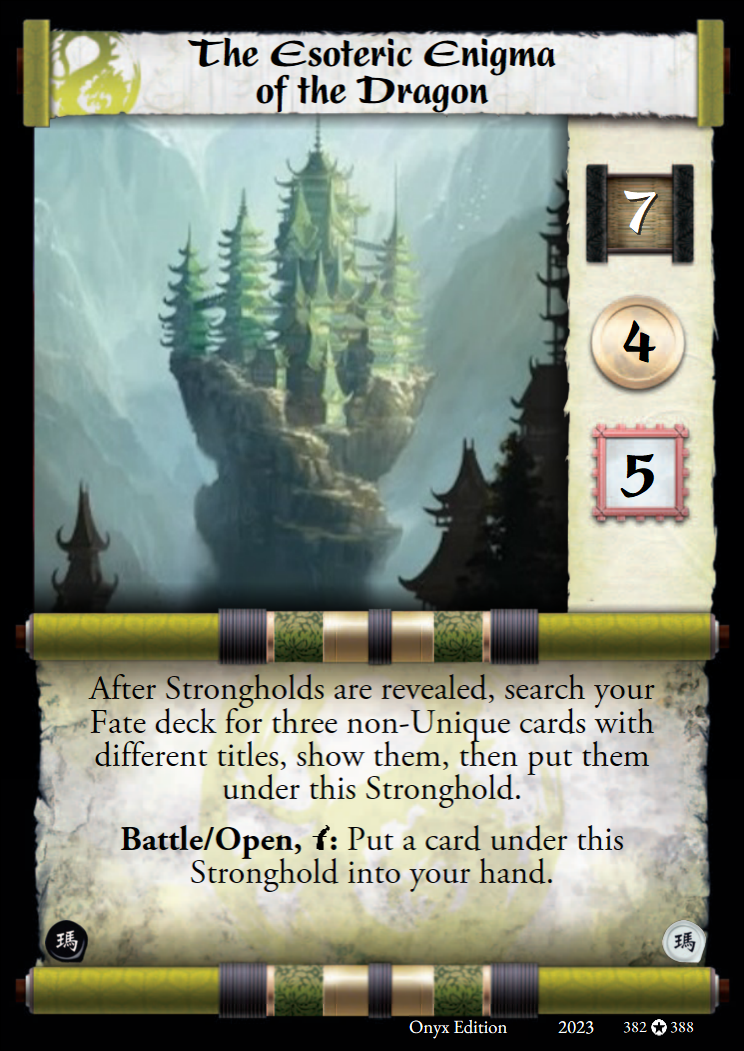 The Esoteric Enigma
of the Dragon
7
4
5
After Strongholds are revealed, search your
Fate deck for three non-Unique cards with
different titles, show them, then put them
under this Stronghold.
Battle/Open, : Put a card under this
Stronghold into your hand.
瑪
瑪
Onyx Edition 2023 382 388